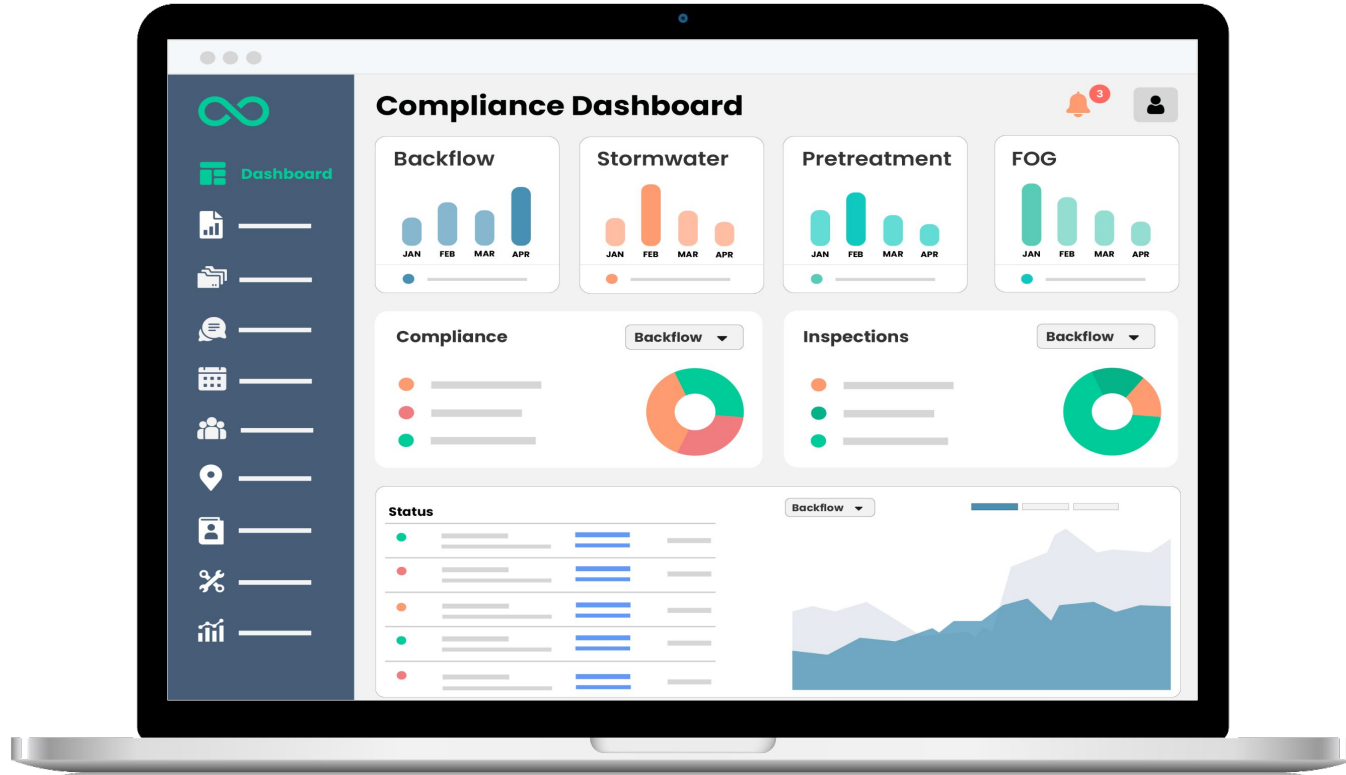 Compliance Dashboard
3
Dashboard
Backflow
JAN FEB MAR APR
Stormwater
JAN FEB MAR APR
Pretreatment
JAN FEB MAR APR
FOG
JAN FEB MAR APR
Compliance
Backflow
Inspections
Backflow
Status
Backflow